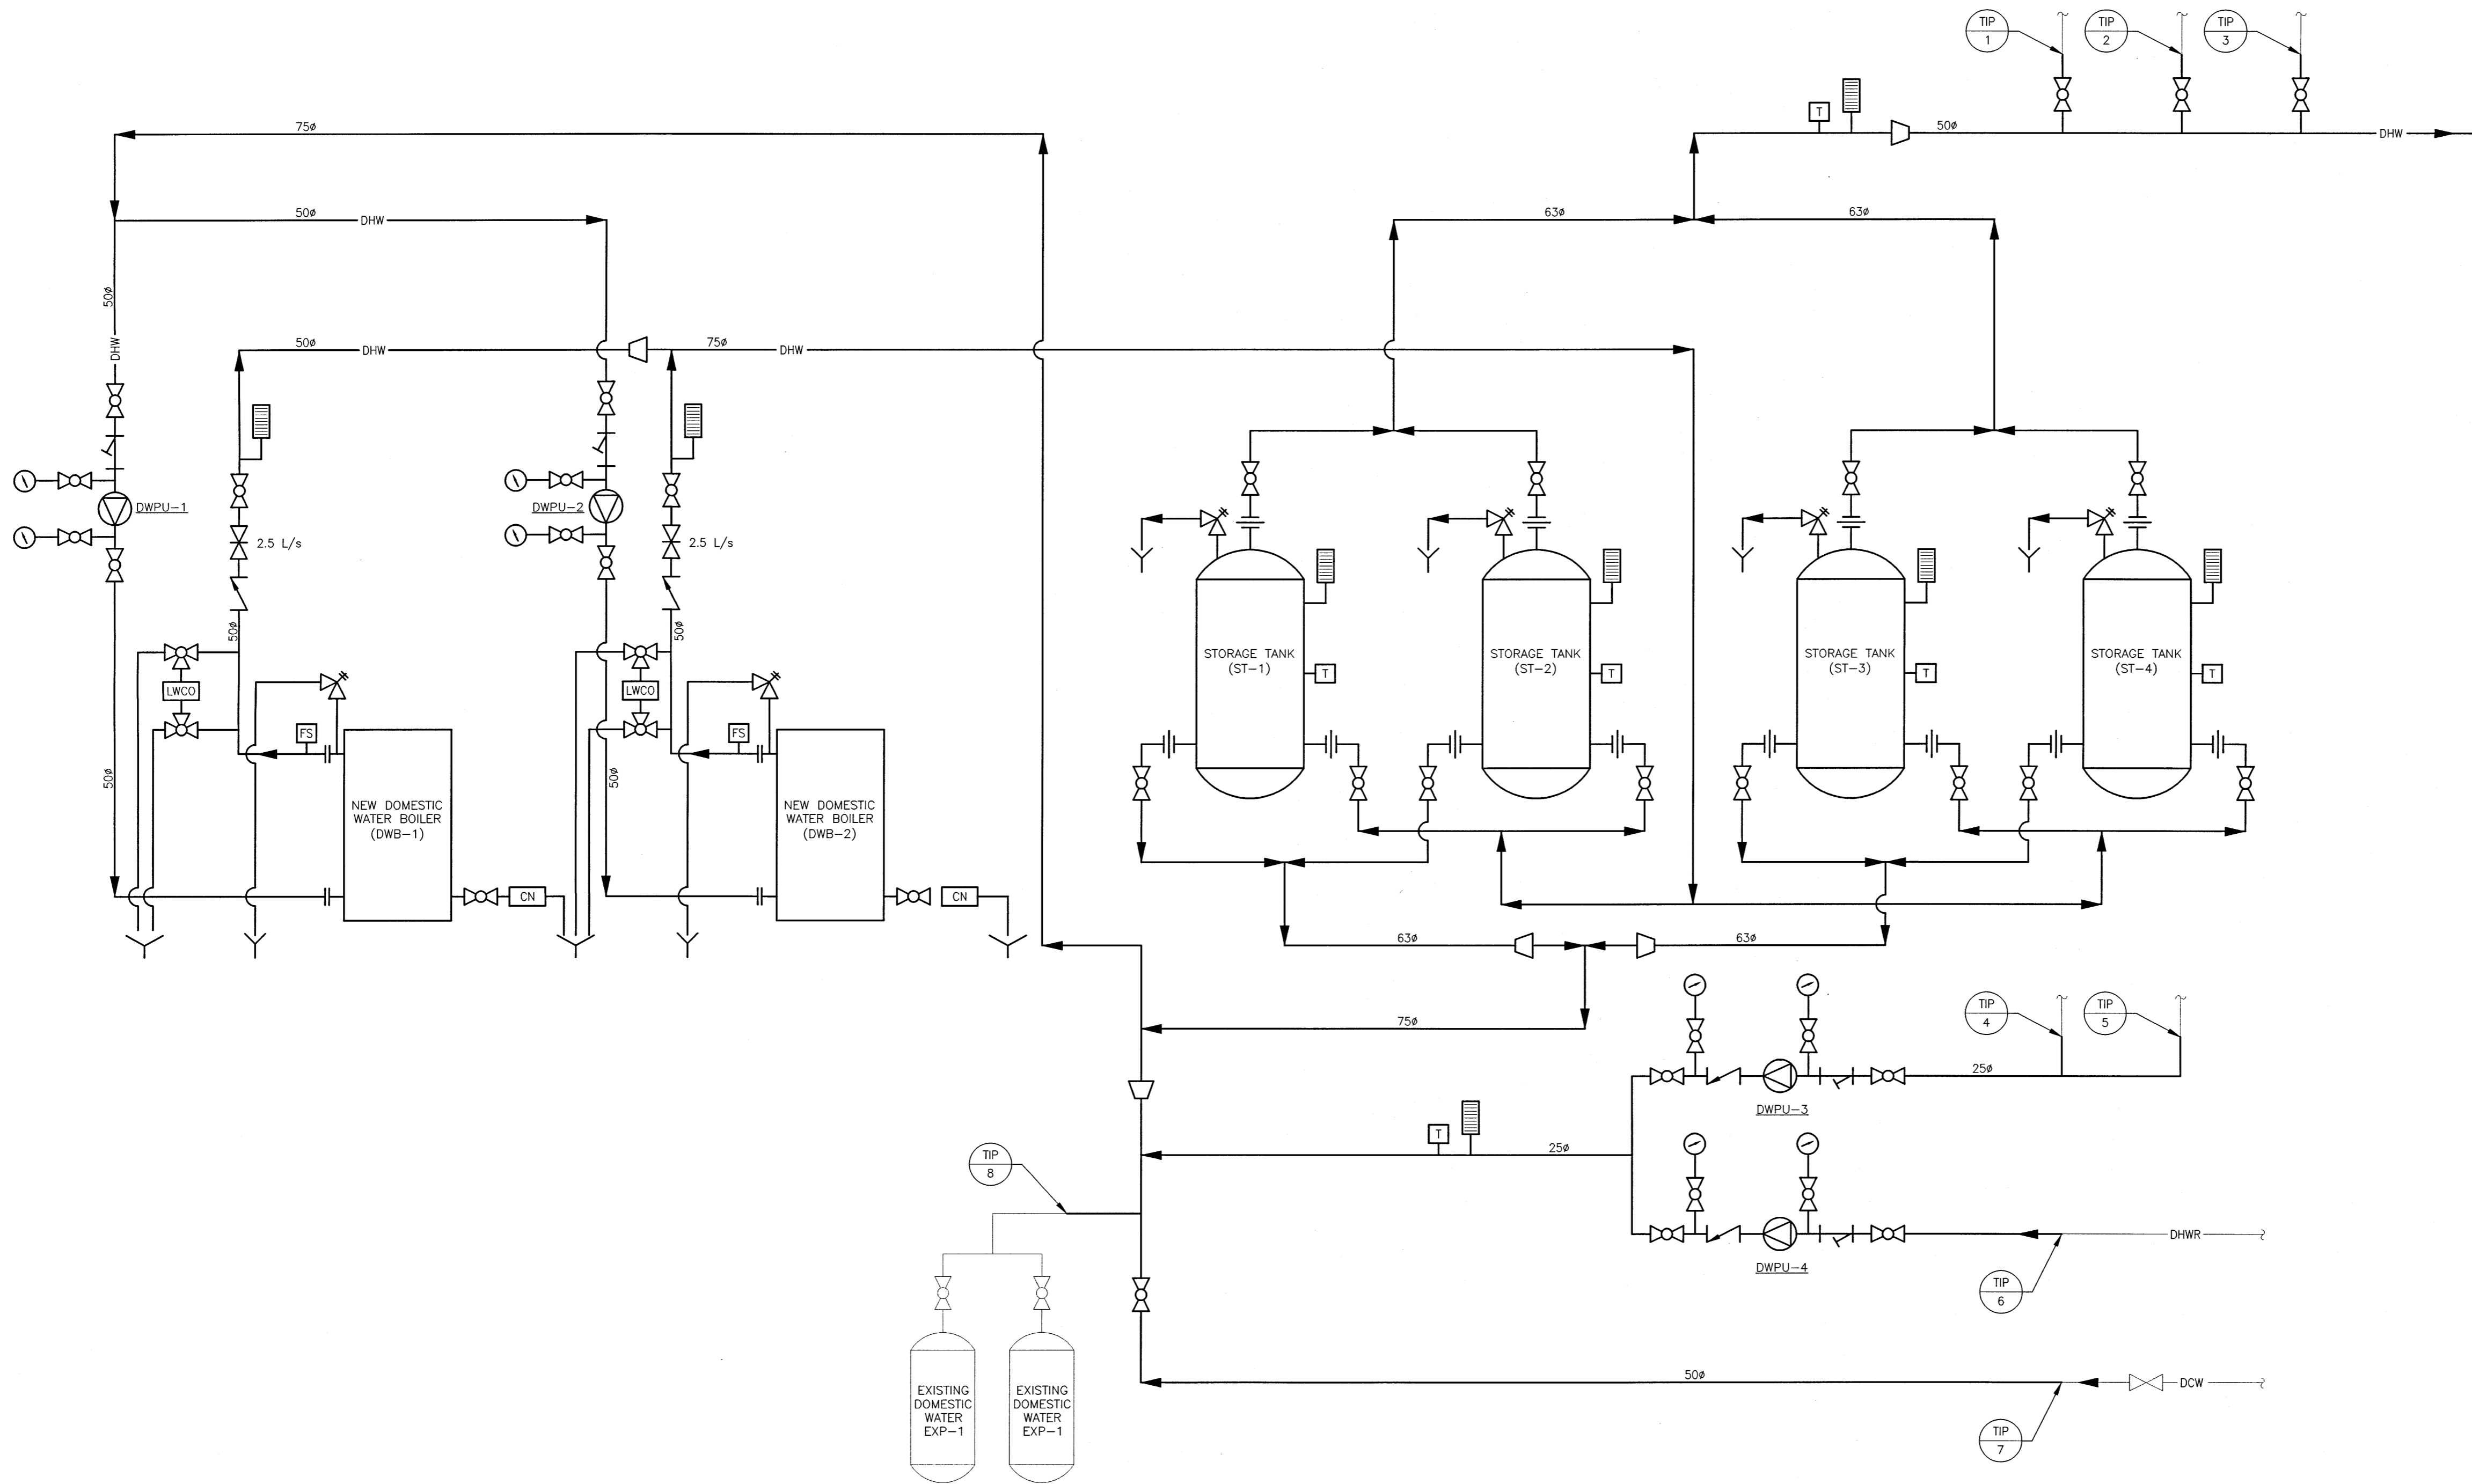 TIP
1
TIP
2
TIP
3
T
75ø
50ø
DHW
50ø
DHW
63ø
63ø
50ø
DHW
50ø
DHW
75ø
DHW
DWPU-1
DWPU-2
2.5 L/s
2.5 L/s
50ø
50ø
LWCO
LWCO
FS
FS
STORAGE TANK
(ST-1)
T
STORAGE TANK
(ST-2)
T
STORAGE TANK
(ST-3)
T
STORAGE TANK
(ST-4)
T
50ø
50ø
NEW DOMESTIC
WATER BOILER
(DWB-1)
NEW DOMESTIC
WATER BOILER
(DWB-2)
CN
CN
63ø
63ø
75ø
TIP
4
TIP
5
25ø
DWPU-3
T
25ø
TIP
8
DWPU-4
DHWR
TIP
6
50ø
DCW
TIP
7
EXISTING
DOMESTIC
WATER
EXP-1
EXISTING
DOMESTIC
WATER
EXP-1